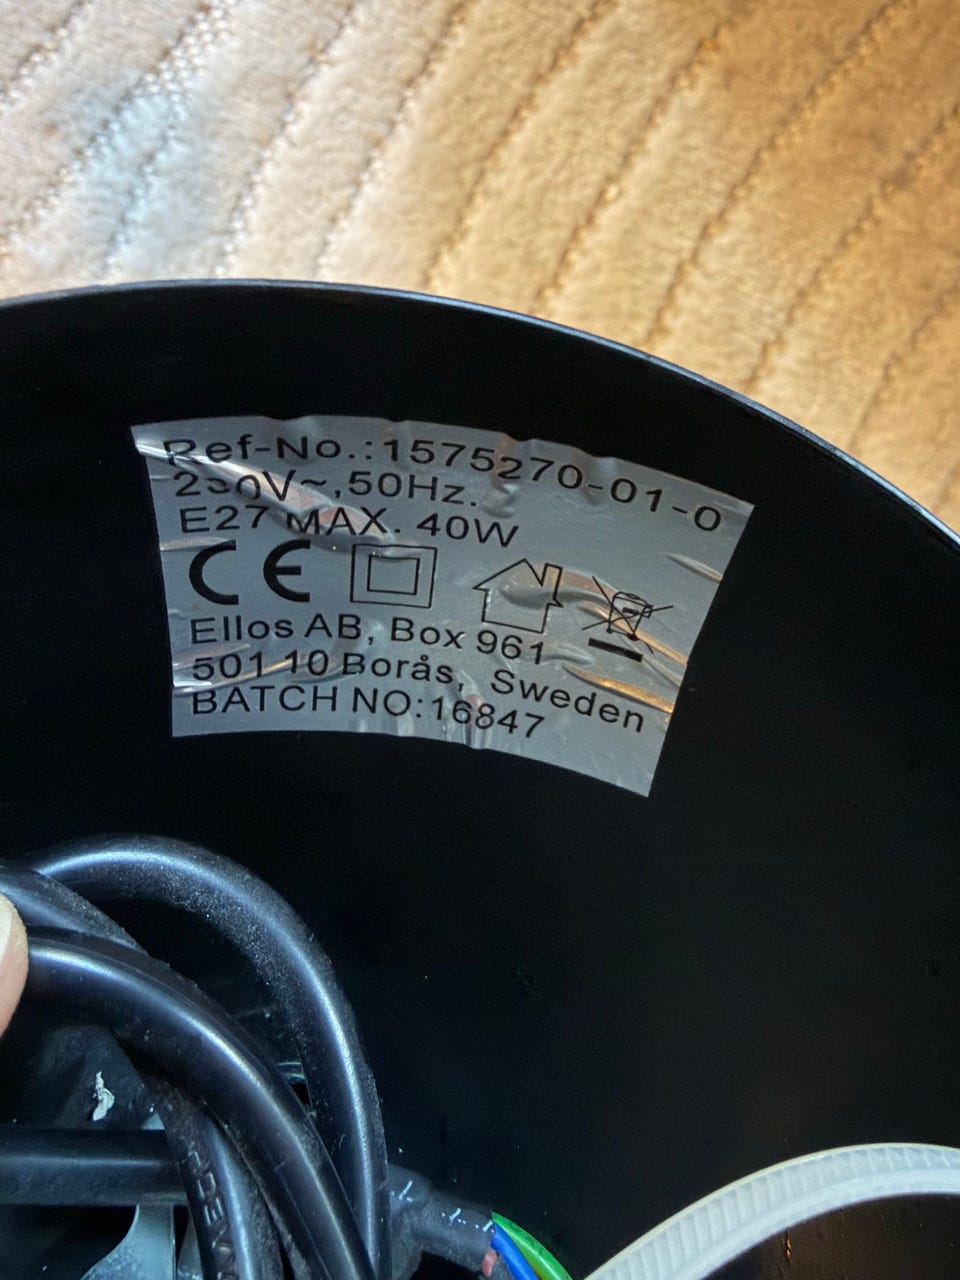 Ref-No.:1575270-01-0
230V~,50Hz.
E27 MAX. 40W
CE
Ellos AB, Box 961
501 10 Borås, Sweden
BATCH NO:16847